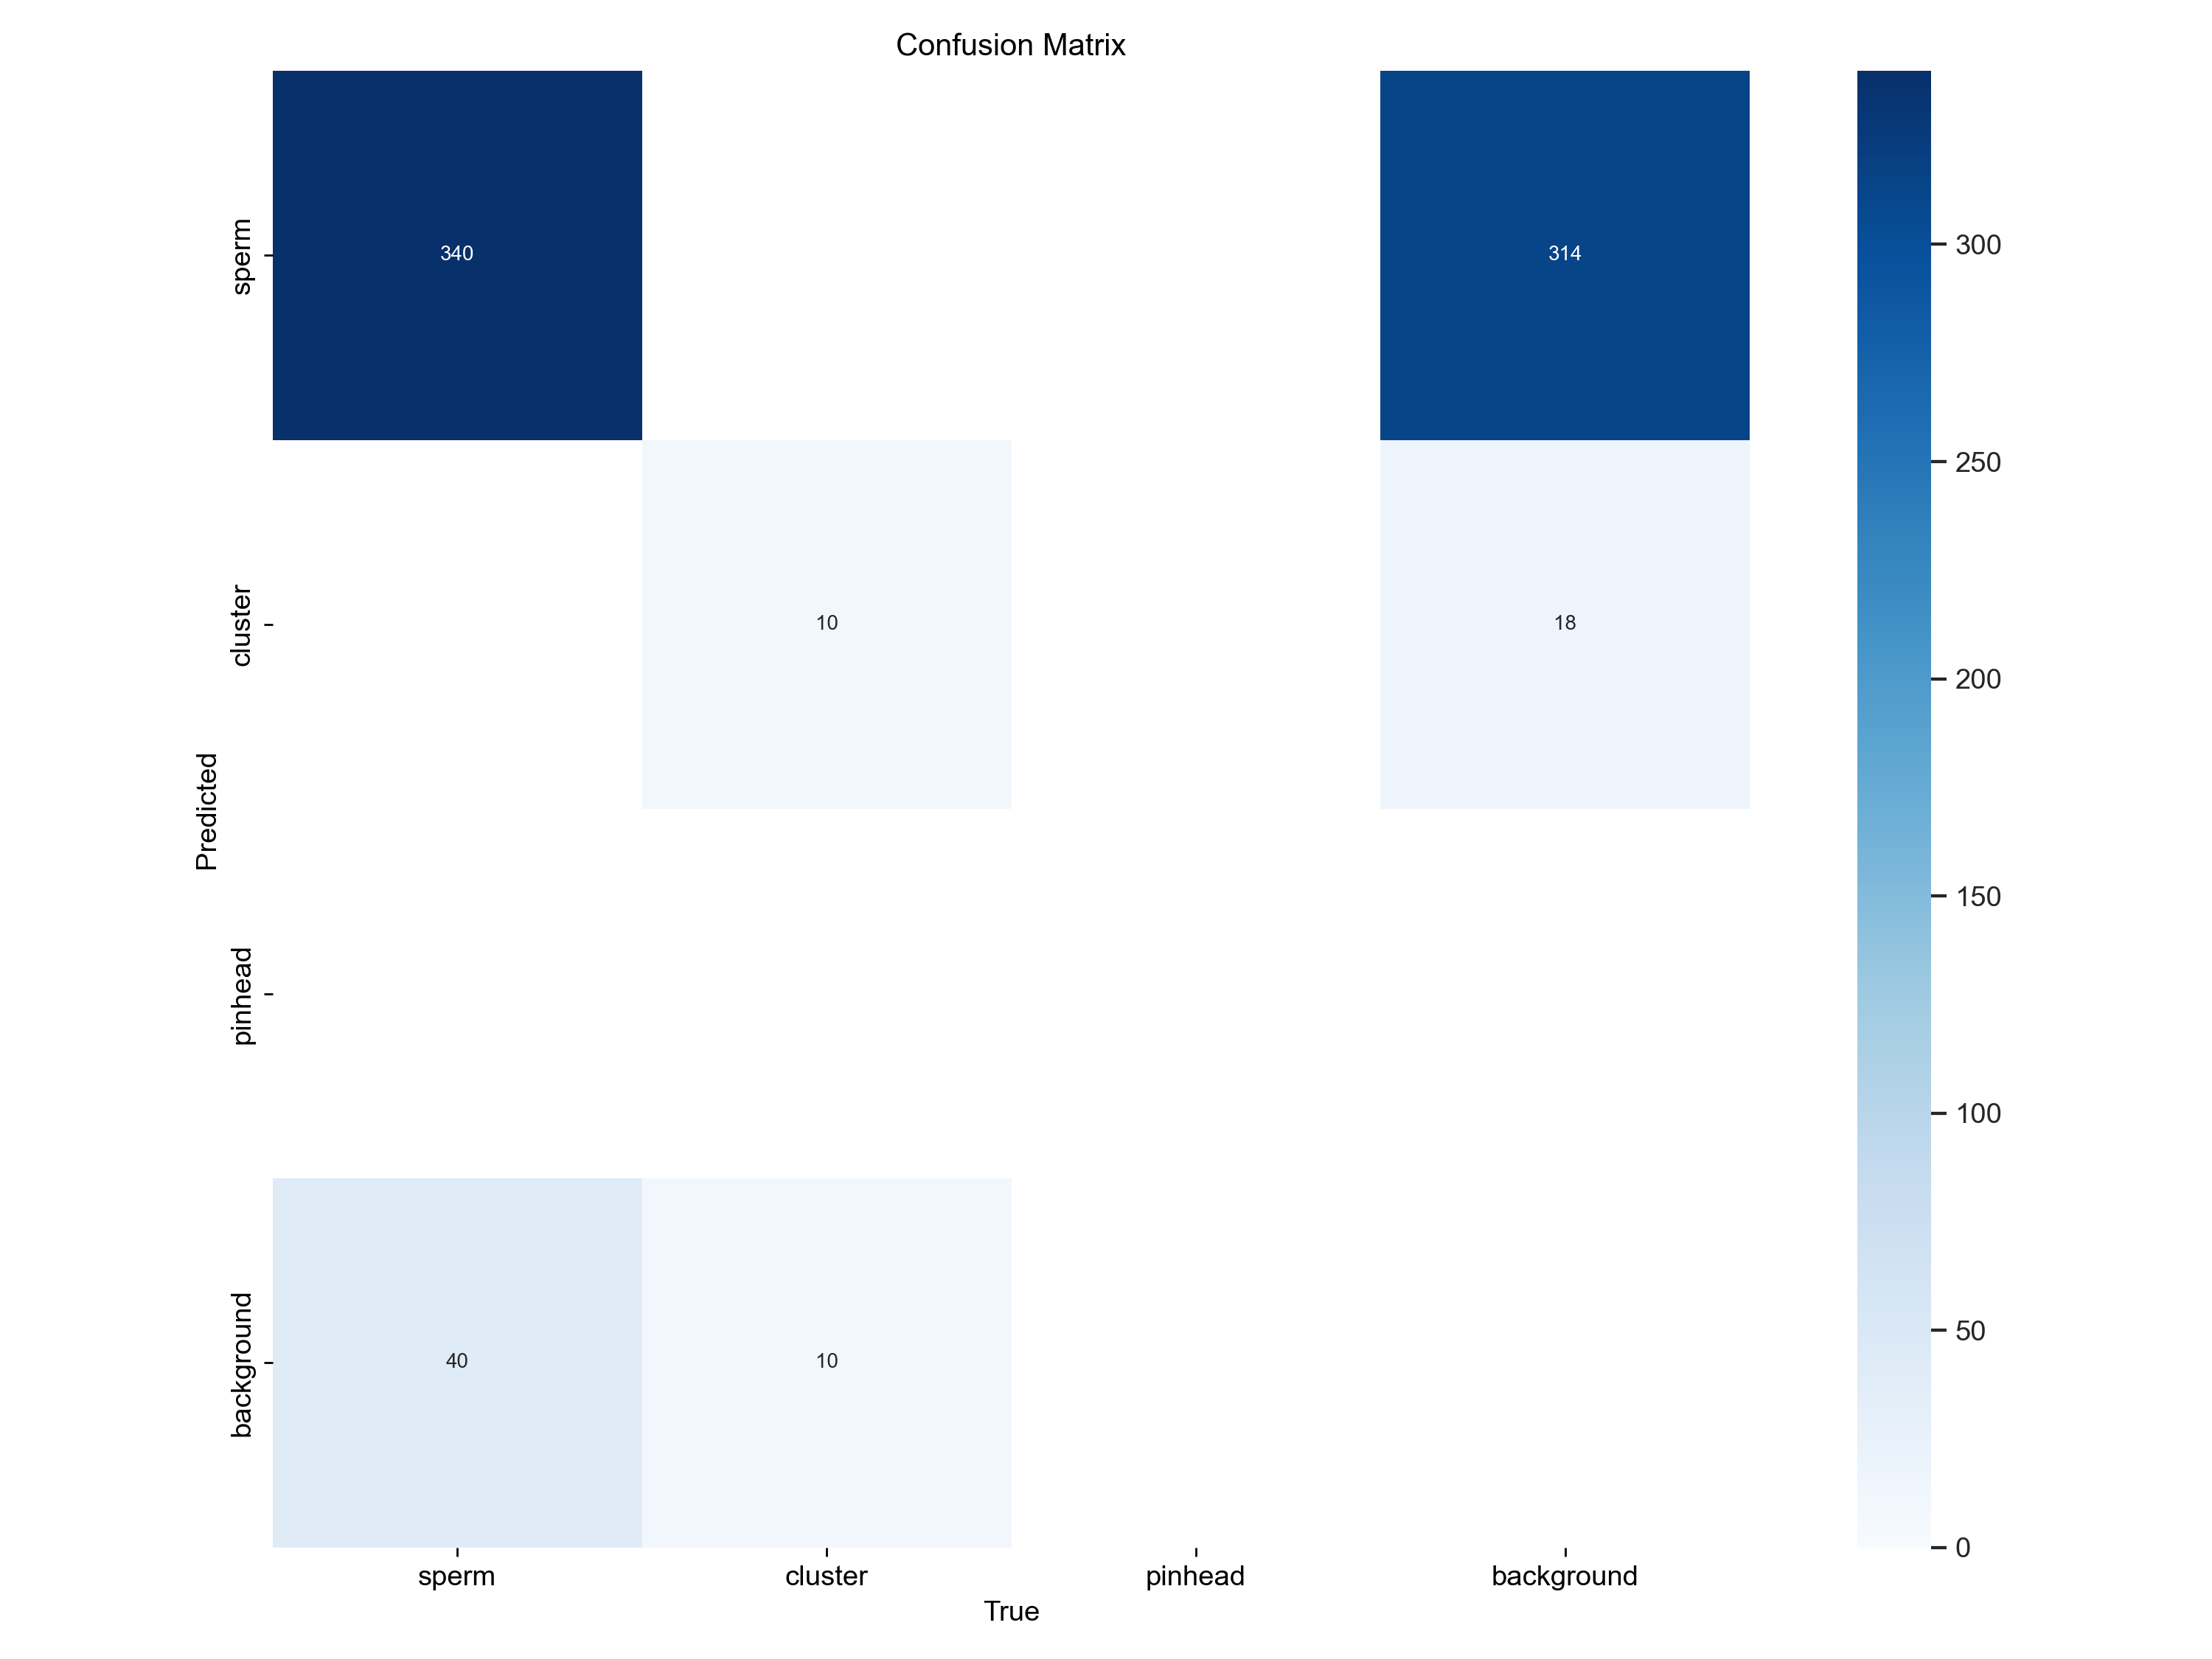 Confusion Matrix
sperm
340
314
300
250
cluster
10
18
200
Predicted
150
pinhead
100
background
40
10
50
0
sperm
cluster
pinhead
background
True